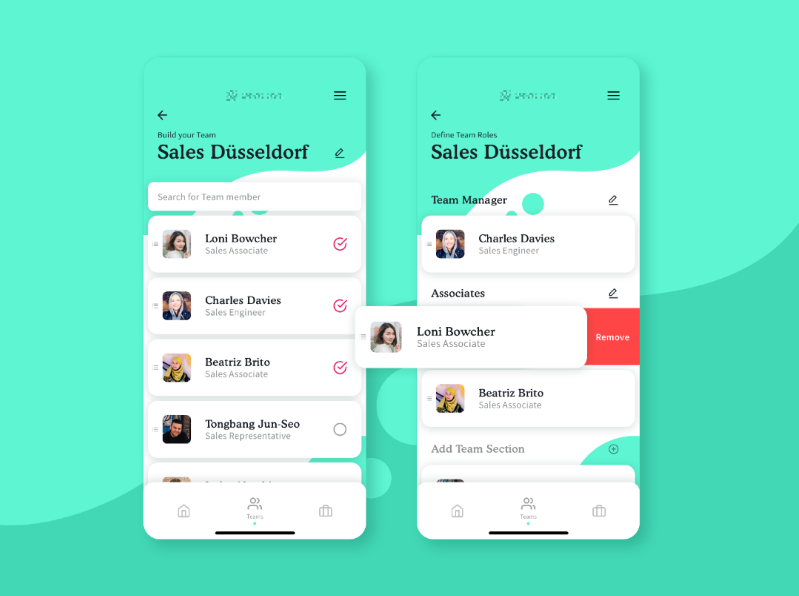 Build your Team
Sales Düsseldorf
Search for Team member
Loni Bowcher
Sales Associate
Charles Davies
Sales Engineer
Beatriz Brito
Sales Associate
Tongbang Jun-Seo
Sales Representative
Teams
Define Team Roles
Sales Düsseldorf
Team Manager
Charles Davies
Sales Engineer
Associates
Loni Bowcher
Sales Associate
Remove
Beatriz Brito
Sales Associate
Add Team Section
Teams